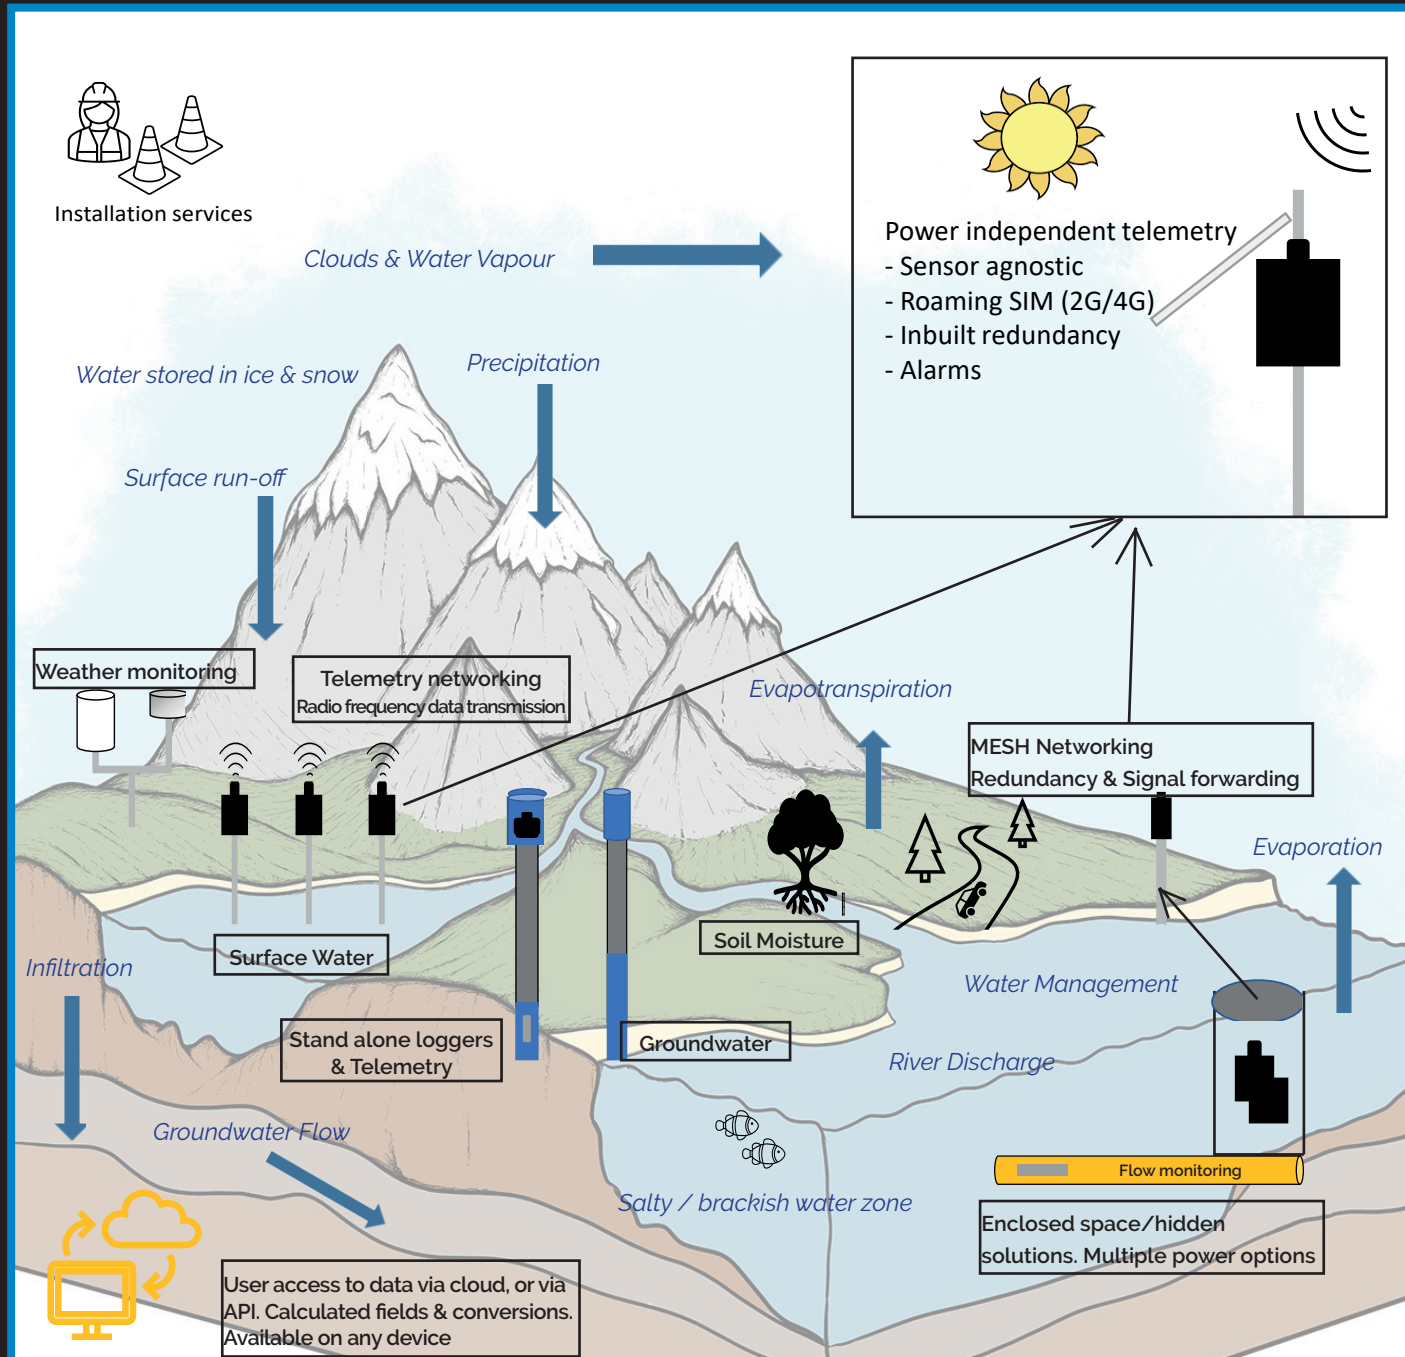 Installation services
Clouds & Water Vapour
Power independent telemetry
- Sensor agnostic
- Roaming SIM (2G/4G)
- Inbuilt redundancy
- Alarms
Water stored in ice & snow
Precipitation
Surface run-off
Weather monitoring
Telemetry networking
Radio frequency data transmission
Evapotranspiration
MESH Networking
Redundancy & Signal forwarding
Evaporation
Surface Water
Soil Moisture
Infiltration
Water Management
Stand alone loggers
& Telemetry
Groundwater
River Discharge
Groundwater Flow
Flow monitoring
Salty / brackish water zone
Enclosed space/hidden
solutions. Multiple power options
User access to data via cloud, or via
API. Calculated fields & conversions.
Available on any device